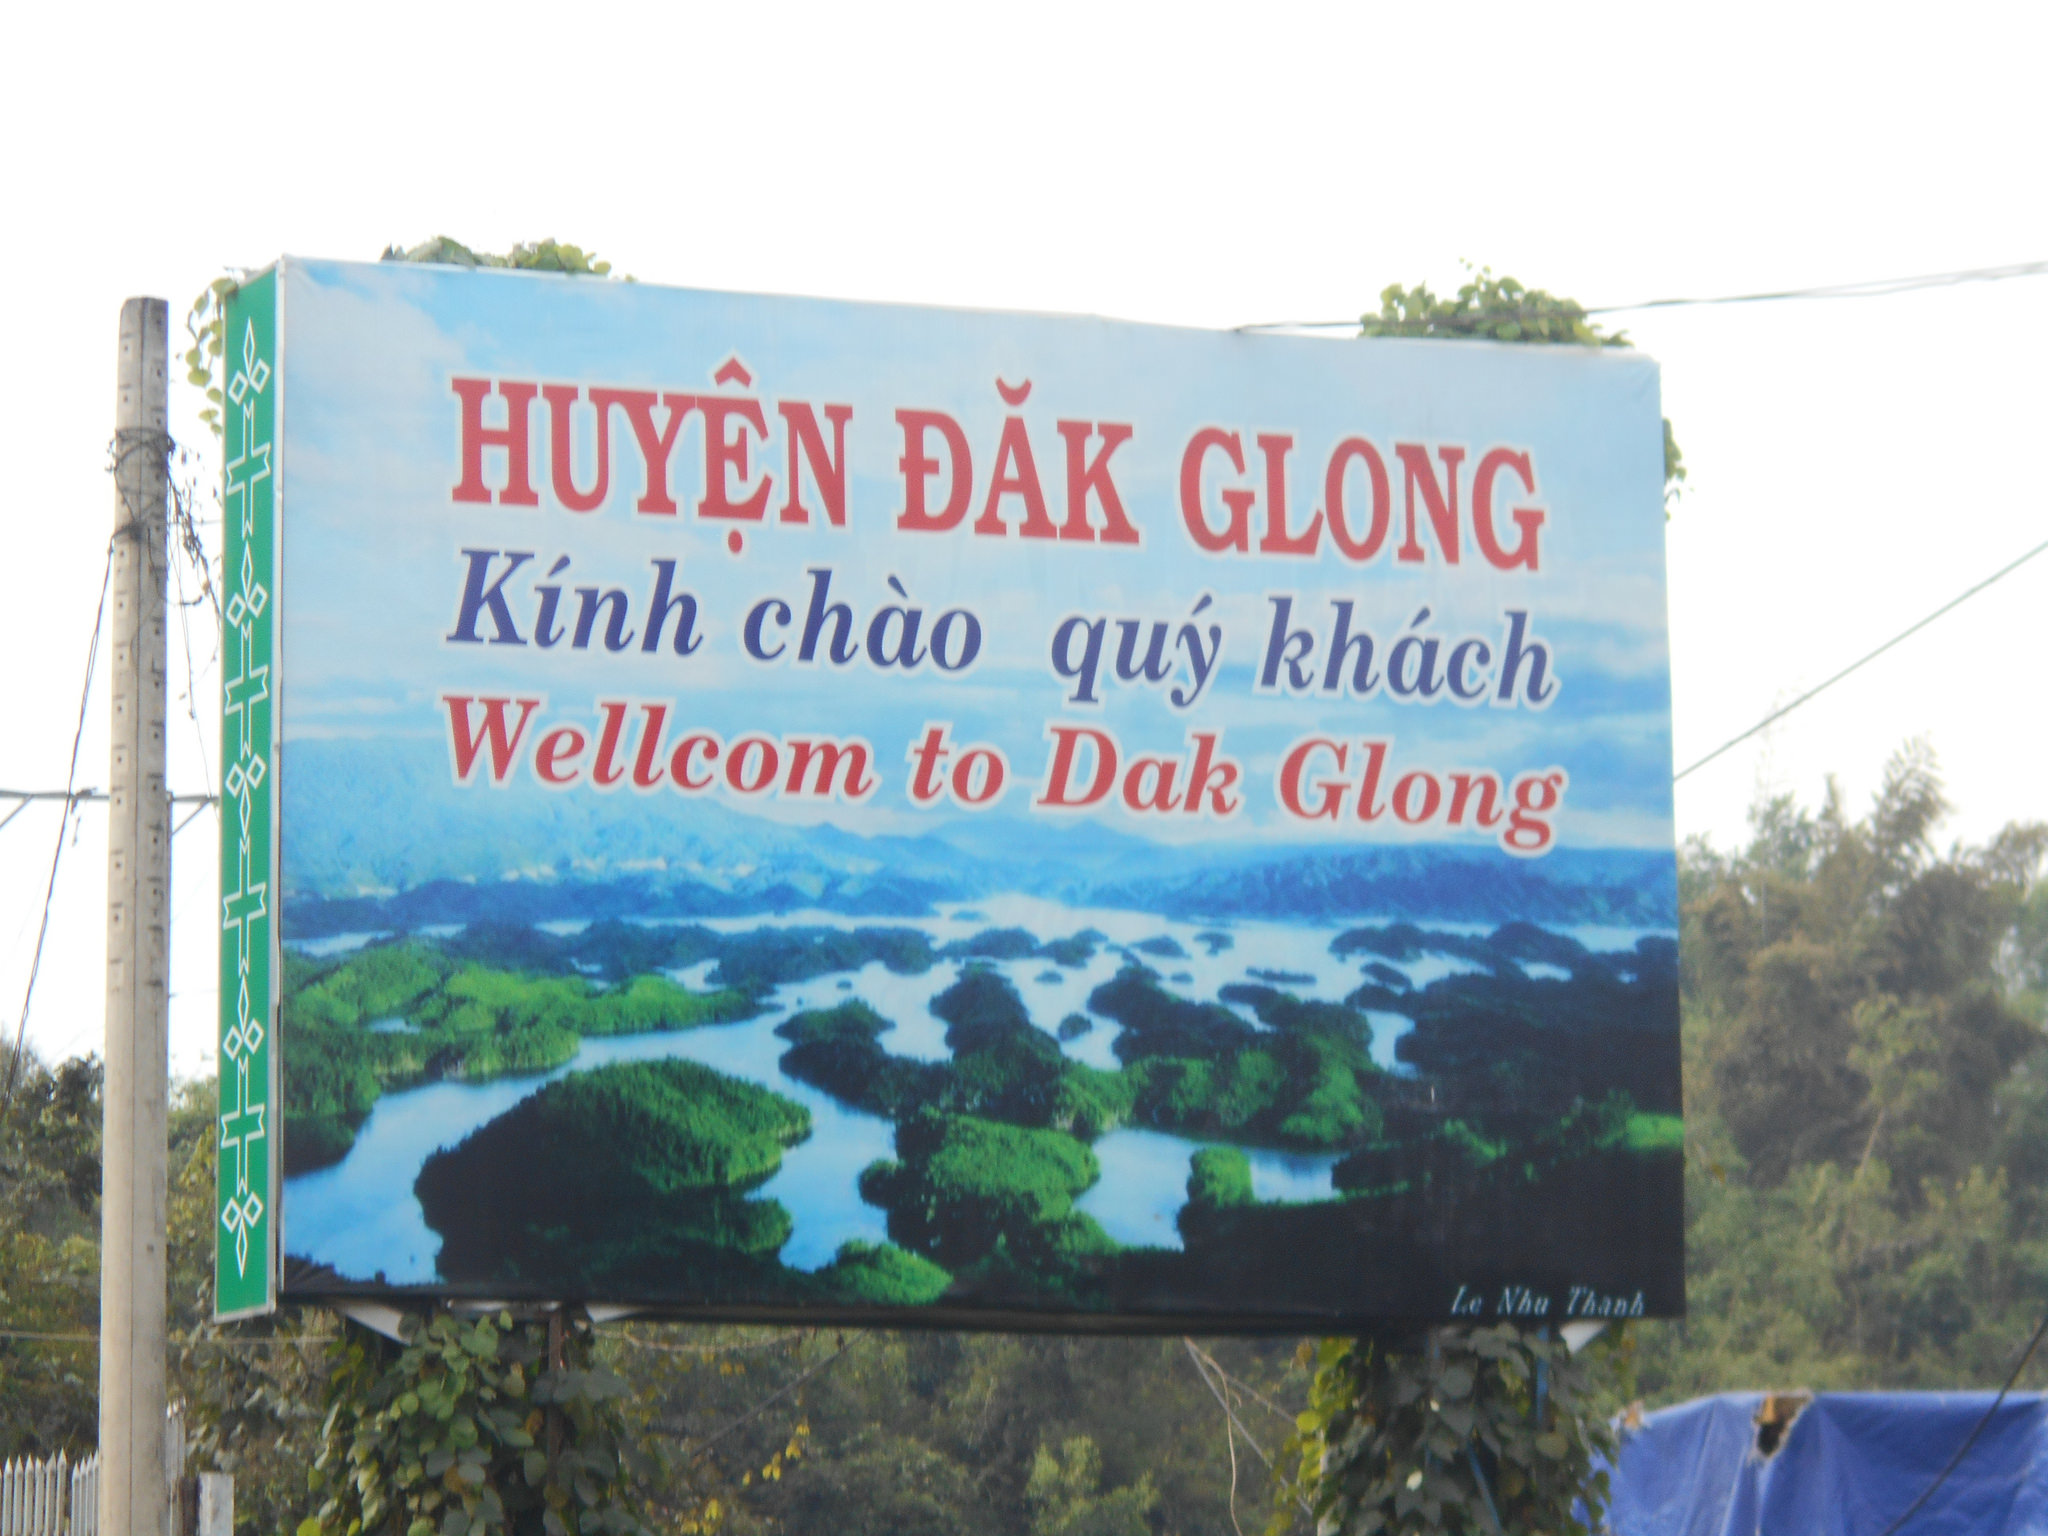 HUYỆN ĐĂK GLONG
Kính chào quý khách
Wellcom to Dak Glong
Le Nhu Thanh